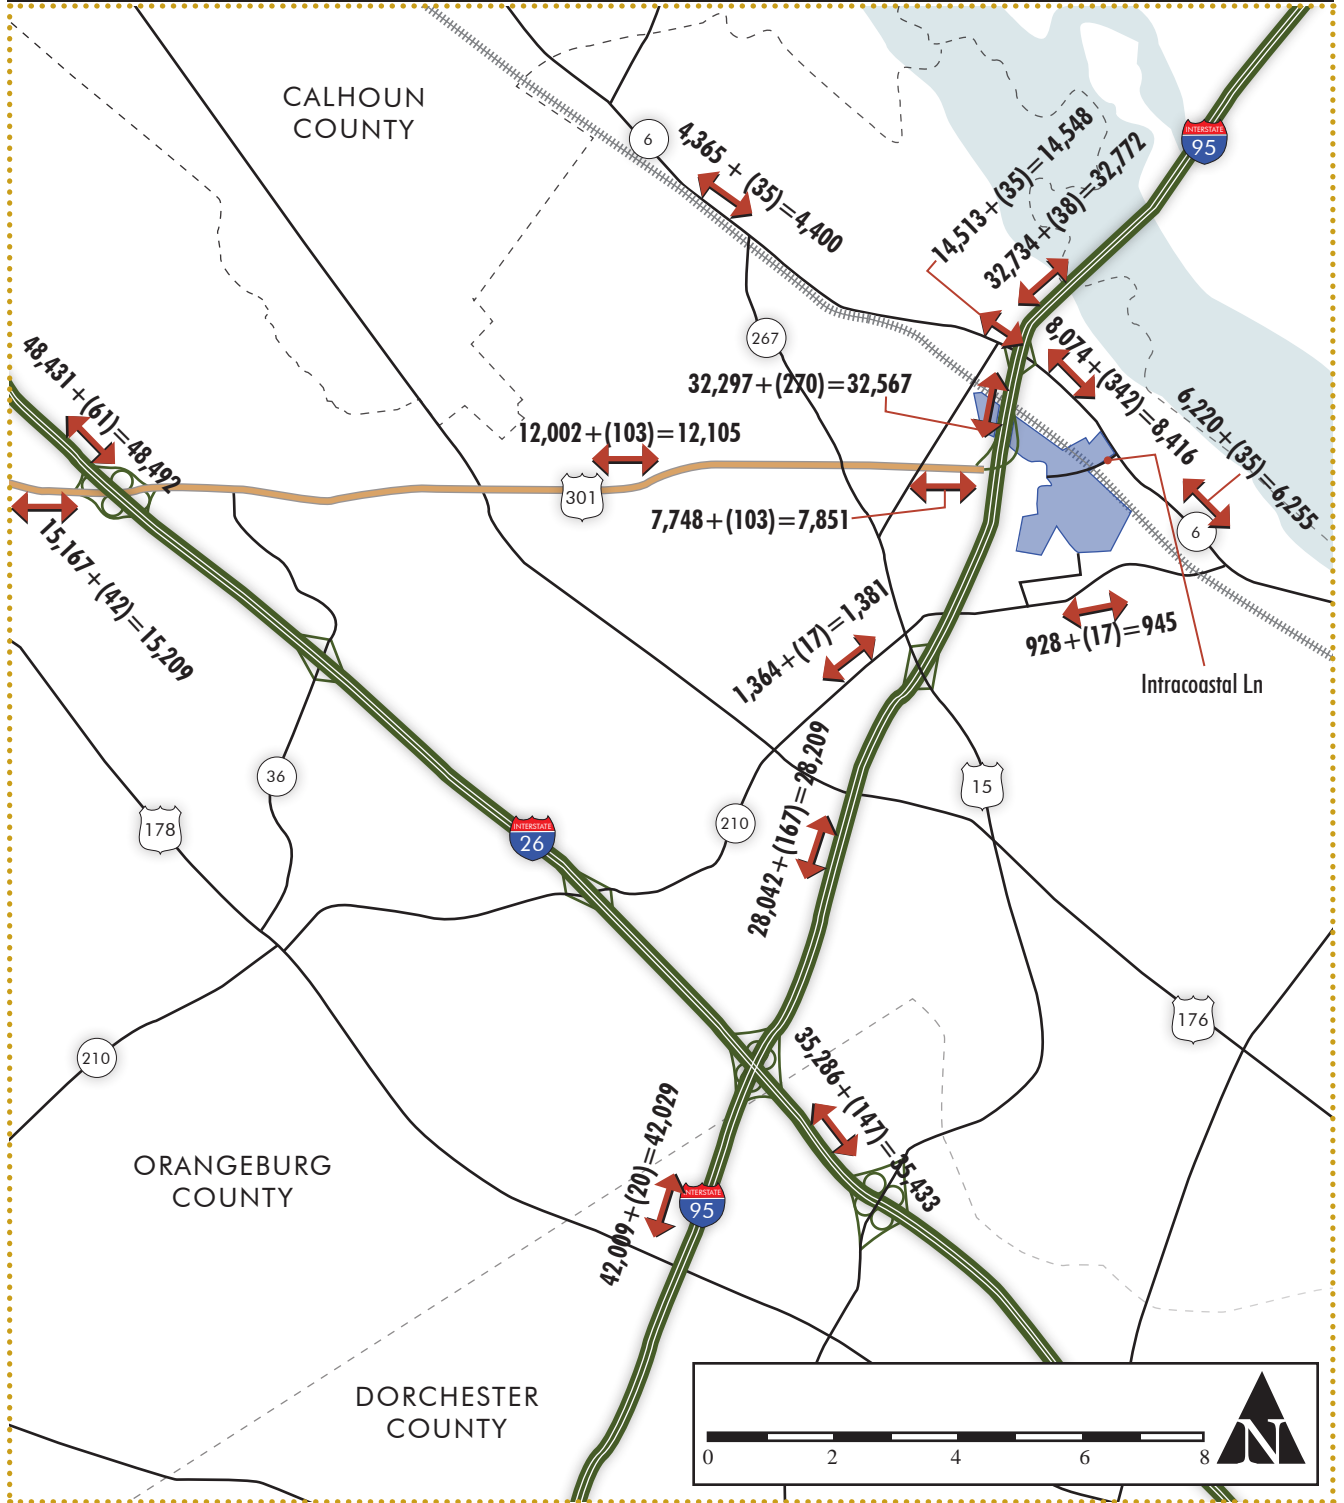 CALHOUN
COUNTY
6
4,365 + (35)=4,400
14,513+(35)=14,548
32,734+(38)=32,772
INTERSTATE
95
267
48,431+(61)=48,492
32,297+(270)=32,567
8,074+(342)=8,416
6,220+(35)=6,255
12,002+(103)=12,105
301
7,748+(103)=7,851
6
15,167+(42)=15,209
1,364+(17)=1,381
928+(17)=945
Intracoastal Ln
28,042+(167)=28,209
36
15
178
INTERSTATE
26
210
176
210
35,286+(147)=35,433
42,009+(20)=42,029
ORANGEBURG
COUNTY
INTERSTATE
95
DORCHESTER
COUNTY
0 2 4 6 8
N